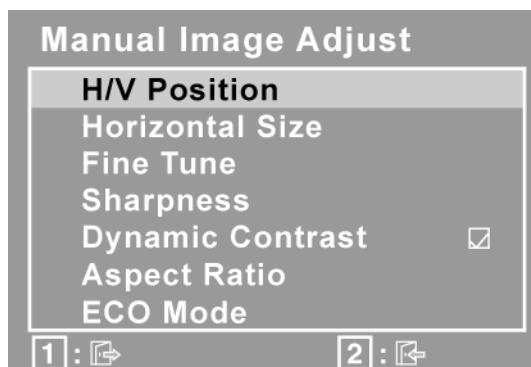 Manual Image Adjust
H/V Position
Horizontal Size
Fine Tune
Sharpness
Dynamic Contrast
Aspect Ratio
ECO Mode
1 : 2 :